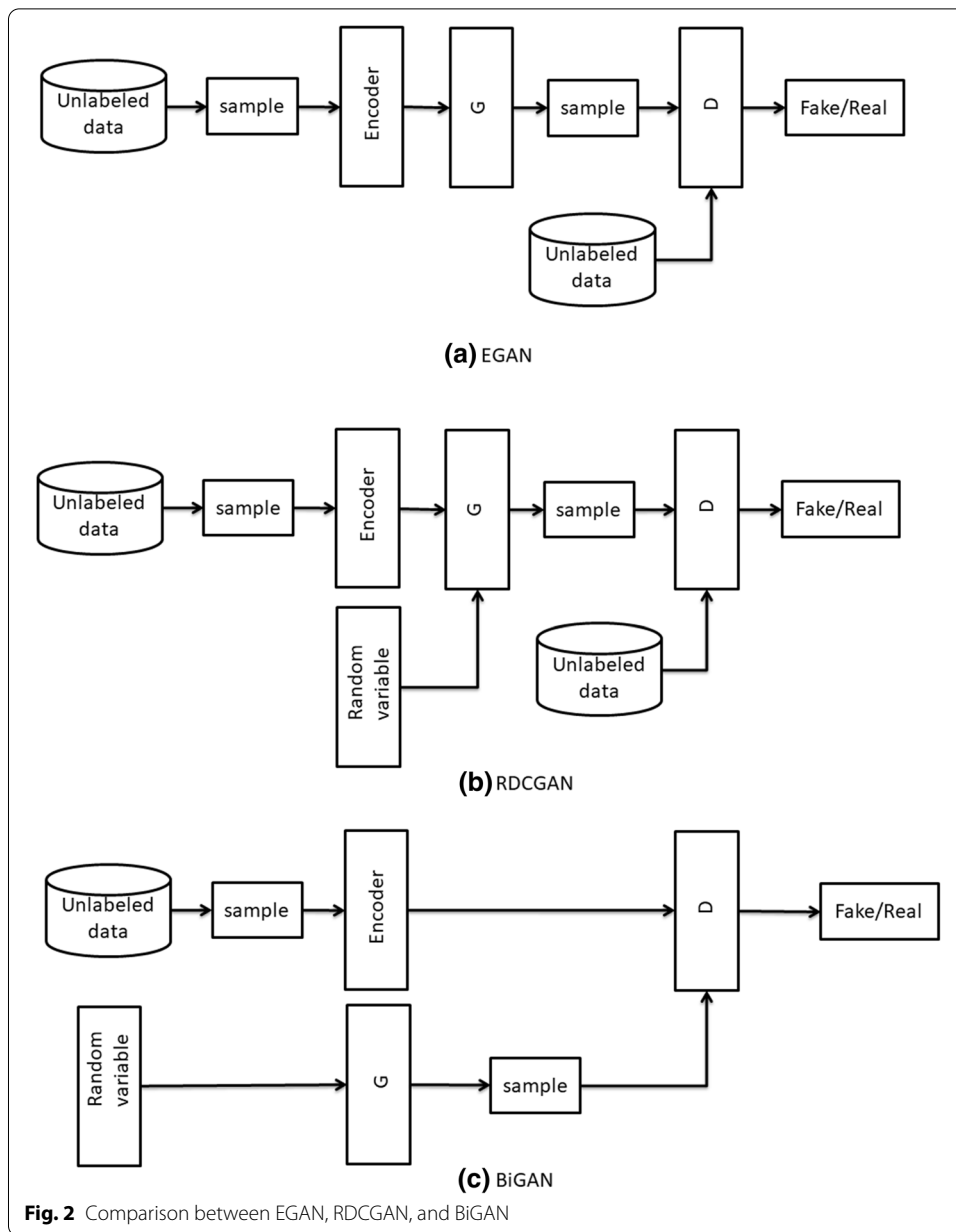 Unlabeled
data
sample
Encoder
G
sample
D
Fake/Real
Unlabeled
data
(a) EGAN
Unlabeled
data
sample
Encoder
G
sample
D
Fake/Real
Random
variable
Unlabeled
data
(b) RDCGAN
Unlabeled
data
sample
Encoder
D
Fake/Real
Random
variable
G
sample
(c) BiGAN
Fig. 2 Comparison between EGAN, RDCGAN, and BiGAN